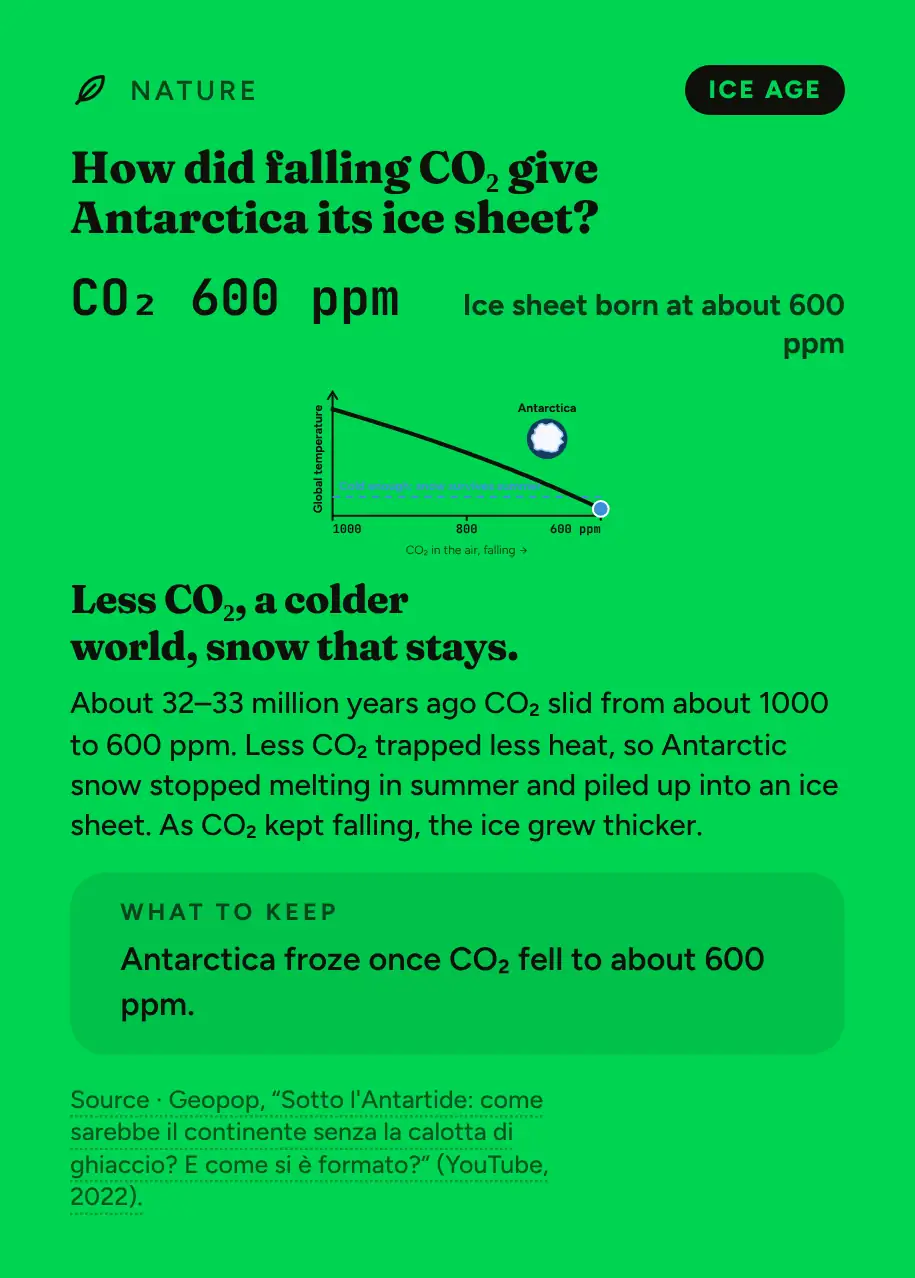 NATURE
ICE AGE
How did falling CO₂ give
Antarctica its ice sheet?
CO₂ 600 ppm
Ice sheet born at about 600
ppm
Antarctica
Global temperature
1000
800
600 ppm
CO₂ in the air, falling →
Less CO₂, a colder
world, snow that stays.
About 32–33 million years ago CO₂ slid from about 1000
to 600 ppm. Less CO₂ trapped less heat, so Antarctic
snow stopped melting in summer and piled up into an ice
sheet. As CO₂ kept falling, the ice grew thicker.
WHAT TO KEEP
Antarctica froze once CO₂ fell to about 600
ppm.
Source · Geopop, “Sotto l'Antartide: come
sarebbe il continente senza la calotta di
ghiaccio? E come si è formato?” (YouTube,
2022).